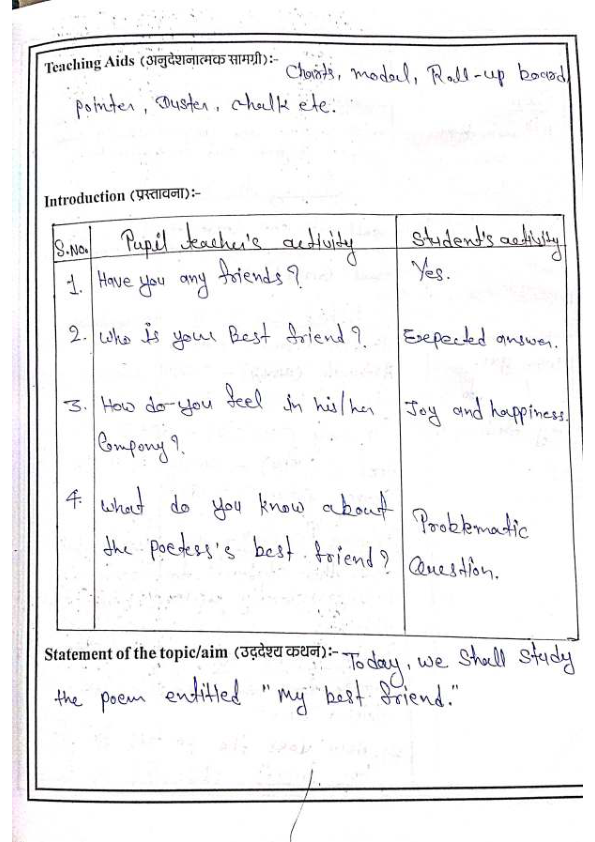 Teaching Aids (अनुदेशनात्मक सामग्री):- Charts, modal, Roll-up board,
pointer, Duster, chalk etc.
Introduction (प्रस्तावना):-
S.No. Pupil teacher's activity Student's activity
1. Have you any friends? Yes.
2. Who is your Best friend? Exepected answer.
3. How do you feel in his/her Joy and happiness.
Compony?
4. What do you know about Problematic
the poetess's best friend? Question.
Statement of the topic/aim (उद्देश्य कथन):- Today, we shall study
the poem entitled "My best friend."